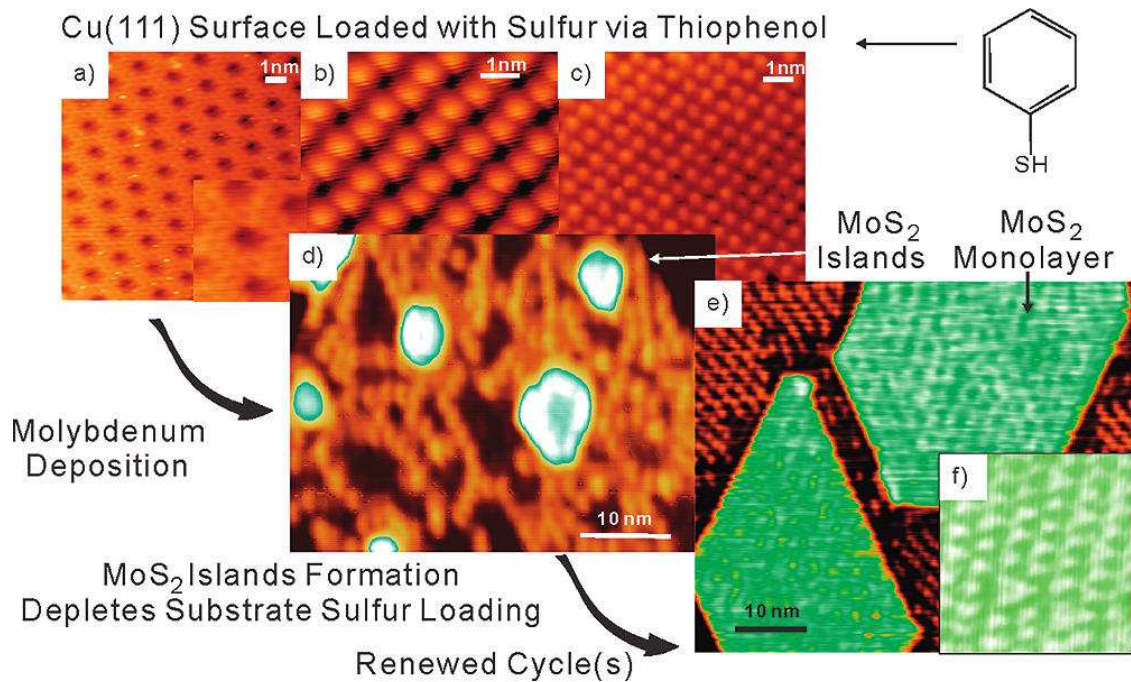 Cu(111) Surface Loaded with Sulfur via Thiophenol
a)
1nm
b)
1nm
c)
1nm
SH
MoS₂
Islands
MoS₂
Monolayer
d)
10 nm
e)
10 nm
f)
Molybdenum
Deposition
MoS₂ Islands Formation
Depletes Substrate Sulfur Loading
Renewed Cycle(s)